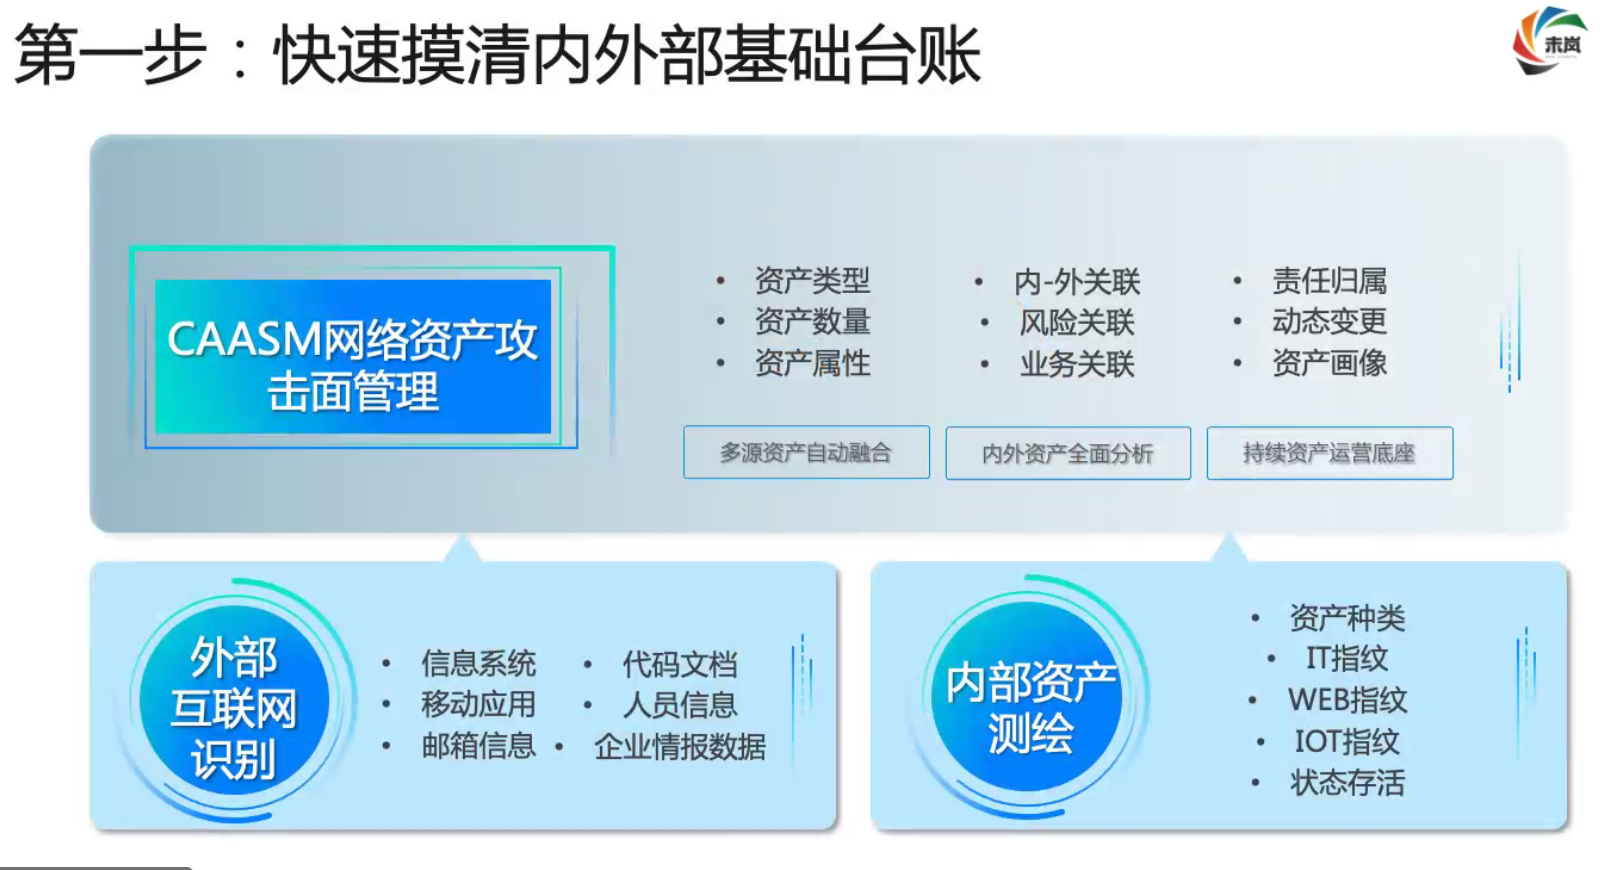 第一步：快速摸清内外部基础台账
未岚
CAASM网络资产攻
击面管理
• 资产类型
• 资产数量
• 资产属性
• 内-外关联
• 风险关联
• 业务关联
• 责任归属
• 动态变更
• 资产画像
多源资产自动融合
内外资产全面分析
持续资产运营底座
外部
互联网
识别
• 信息系统
• 移动应用
• 邮箱信息
• 代码文档
• 人员信息
• 企业情报数据
内部资产
测绘
• 资产种类
• IT指纹
• WEB指纹
• IOT指纹
• 状态存活